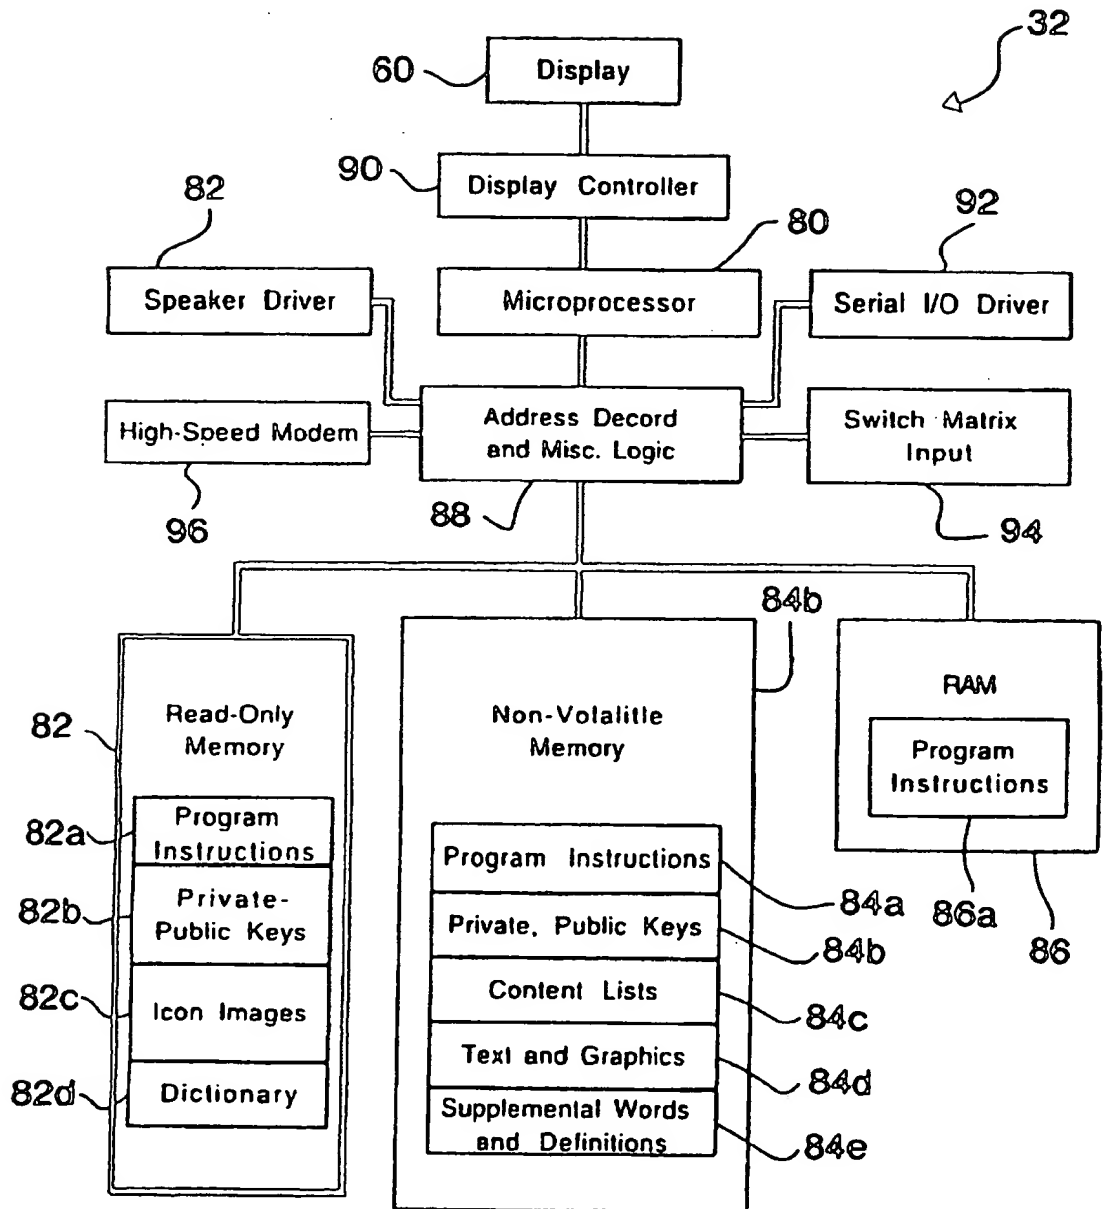 32
60
Display
90
Display Controller
82
80
92
Speaker Driver
Microprocessor
Serial I/O Driver
High-Speed Modem
Address Decord
and Misc. Logic
Switch Matrix
Input
96
88
94
84b
82
Read-Only
Memory
Non-Volalitle
Memory
RAM
Program
Instructions
82a
Program
Instructions
82b
Private-
Public Keys
82c
Icon Images
82d
Dictionary
Program Instructions
84a
Private, Public Keys
84b
Content Lists
84c
Text and Graphics
84d
Supplemental Words
and Definitions
84e
86a
86